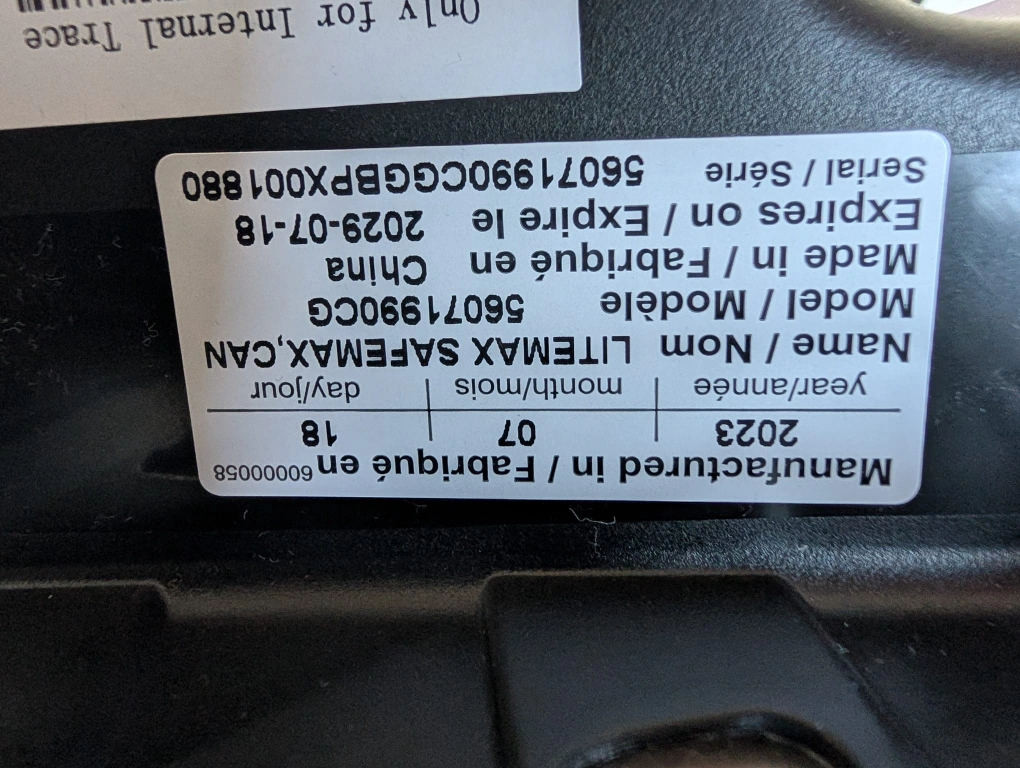 Manufactured in / Fabriqué en 60000058
2023 07 18
year/année month/mois day/jour
Name / Nom LITEMAX SAFEMAX,CAN
Model / Modèle 56071990CG
Made in / Fabriqué en China
Expires on / Expire le 2029-07-18
Serial / Série 56071990CGGBPX001880
Only for Internal Trace